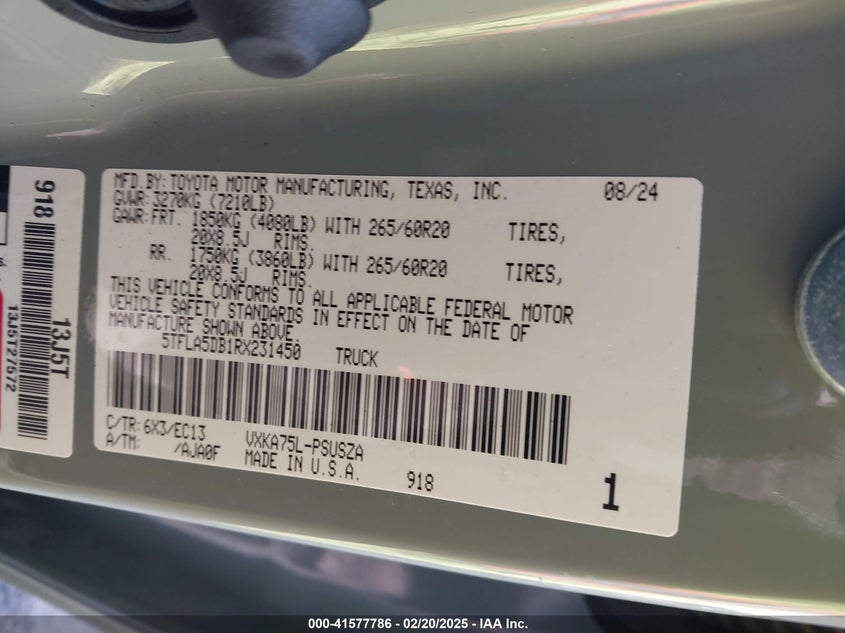 MFD.BY:TOYOTA MOTOR MANUFACTURING, TEXAS, INC. 08/24
GVWR:3270KG (7210LB)
GAWR:FRT. 1850KG (4080LB) WITH 265/60R20 TIRES,
20X8.5J RIMS.
RR. 1750KG (3860LB) WITH 265/60R20 TIRES,
20X8.5J RIMS.
THIS VEHICLE CONFORMS TO ALL APPLICABLE FEDERAL MOTOR
VEHICLE SAFETY STANDARDS IN EFFECT ON THE DATE OF
MANUFACTURE SHOWN ABOVE.
5TFLA5DB1RX231450 TRUCK
C/TR:6X3/EC13 VXKA75L-PSUSZA
A/TM: /AJA0F MADE IN U.S.A. 918 1
918 13J5T
13J5T27572
000-41577786 - 02/20/2025 - IAA Inc.